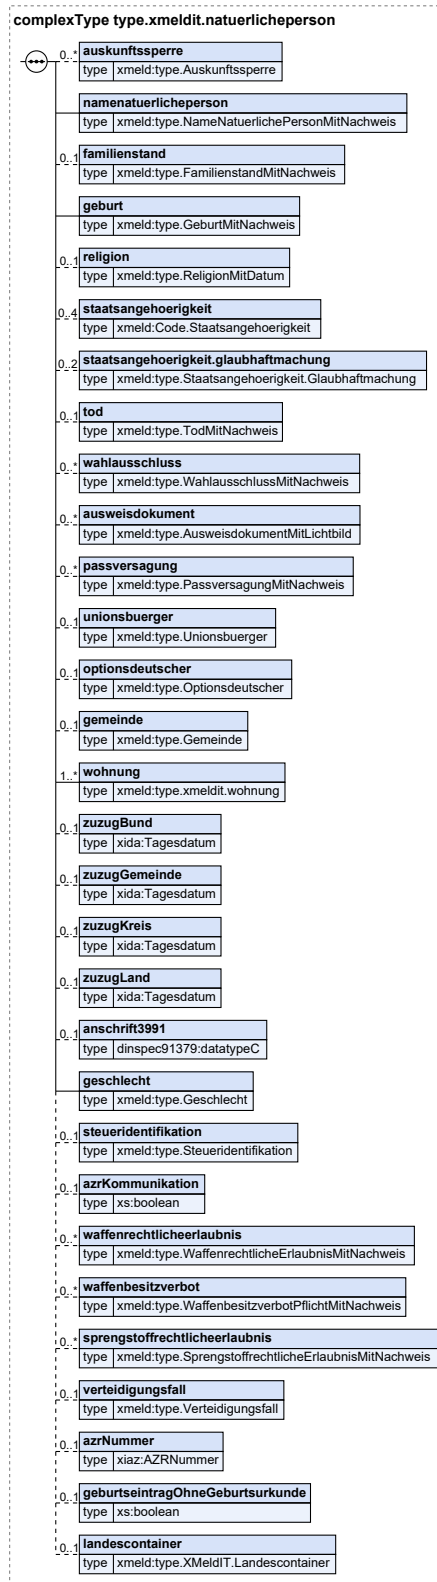 complexType type.xmeldit.natuerlicheperson
0..* auskunftssperre
type xmeld:type.Auskunftssperre
namenatuerlicheperson
type xmeld:type.NameNatuerlichePersonMitNachweis
0..1 familienstand
type xmeld:type.FamilienstandMitNachweis
geburt
type xmeld:type.GeburtMitNachweis
0..1 religion
type xmeld:type.ReligionMitDatum
0..4 staatsangehoerigkeit
type xmeld:Code.Staatsangehoerigkeit
0..2 staatsangehoerigkeit.glaubhaftmachung
type xmeld:type.Staatsangehoerigkeit.Glaubhaftmachung
0..1 tod
type xmeld:type.TodMitNachweis
0..* wahlausschluss
type xmeld:type.WahlausschlussMitNachweis
0..* ausweisdokument
type xmeld:type.AusweisdokumentMitLichtbild
0..* passversagung
type xmeld:type.PassversagungMitNachweis
0..1 unionsbuerger
type xmeld:type.Unionsbuerger
0..1 optionsdeutscher
type xmeld:type.Optionsdeutscher
0..1 gemeinde
type xmeld:type.Gemeinde
1..* wohnung
type xmeld:type.xmeldit.wohnung
0..1 zuzugBund
type xida:Tagesdatum
0..1 zuzugGemeinde
type xida:Tagesdatum
0..1 zuzugKreis
type xida:Tagesdatum
0..1 zuzugLand
type xida:Tagesdatum
0..1 anschrift3991
type dinspec91379:datatypeC
geschlecht
type xmeld:type.Geschlecht
0..1 steueridentifikation
type xmeld:type.Steueridentifikation
0..1 azrKommunikation
type xs:boolean
0..* waffenrechtlicheerlaubnis
type xmeld:type.WaffenrechtlicheErlaubnisMitNachweis
0..* waffenbesitzverbot
type xmeld:type.WaffenbesitzverbotPflichtMitNachweis
0..* sprengstoffrechtlicheerlaubnis
type xmeld:type.SprengstoffrechtlicheErlaubnisMitNachweis
0..1 verteidigungsfall
type xmeld:type.Verteidigungsfall
0..1 azrNummer
type xiaz:AZRNummer
0..1 geburtseintragOhneGeburtsurkunde
type xs:boolean
0..1 landescontainer
type xmeld:type.XMeldIT.Landescontainer